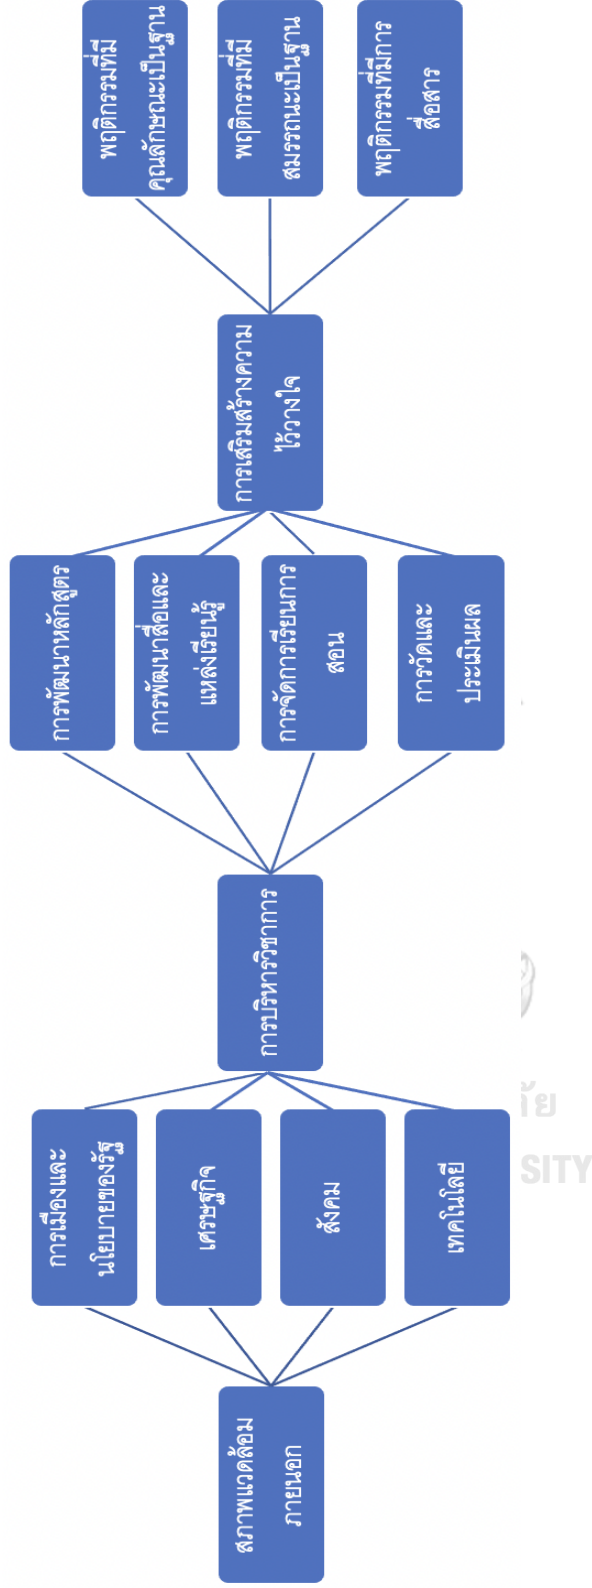 สภาพแวดล้อม
ภายนอก
การเมืองและ
นโยบายของรัฐ
เศรษฐกิจ
สังคม
เทคโนโลยี
การบริหารวิชาการ
การพัฒนาหลักสูตร
การพัฒนาสื่อและ
แหล่งเรียนรู้
การจัดการเรียนการ
สอน
การวัดและ
ประเมินผล
การเสริมสร้างความ
ไว้วางใจ
พฤติกรรมที่มี
คุณลักษณะเป็นฐาน
พฤติกรรมที่มี
สมรรถนะเป็นฐาน
พฤติกรรมที่มีการ
สื่อสาร
SITY